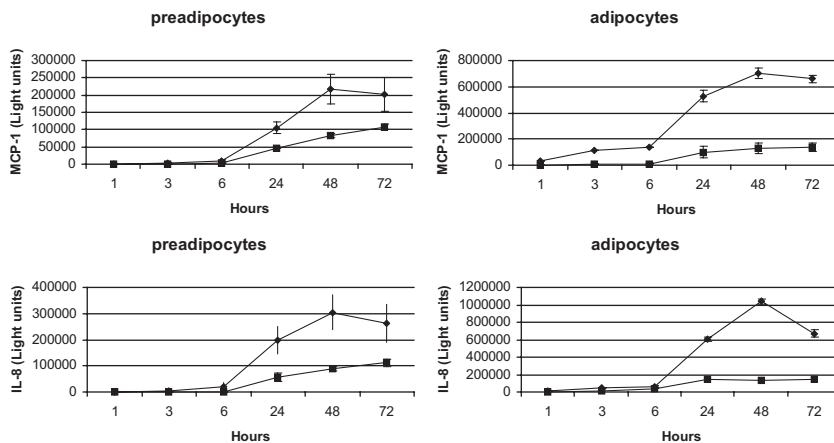 preadipocytes
MCP-1 (Light units)
300000
250000
200000
150000
100000
50000
0
1 3 6 24 48 72
Hours
adipocytes
MCP-1 (Light units)
800000
600000
400000
200000
0
1 3 6 24 48 72
Hours
preadipocytes
IL-8 (Light units)
400000
300000
200000
100000
0
1 3 6 24 48 72
Hours
adipocytes
IL-8 (Light units)
1200000
1000000
800000
600000
400000
200000
0
1 3 6 24 48 72
Hours